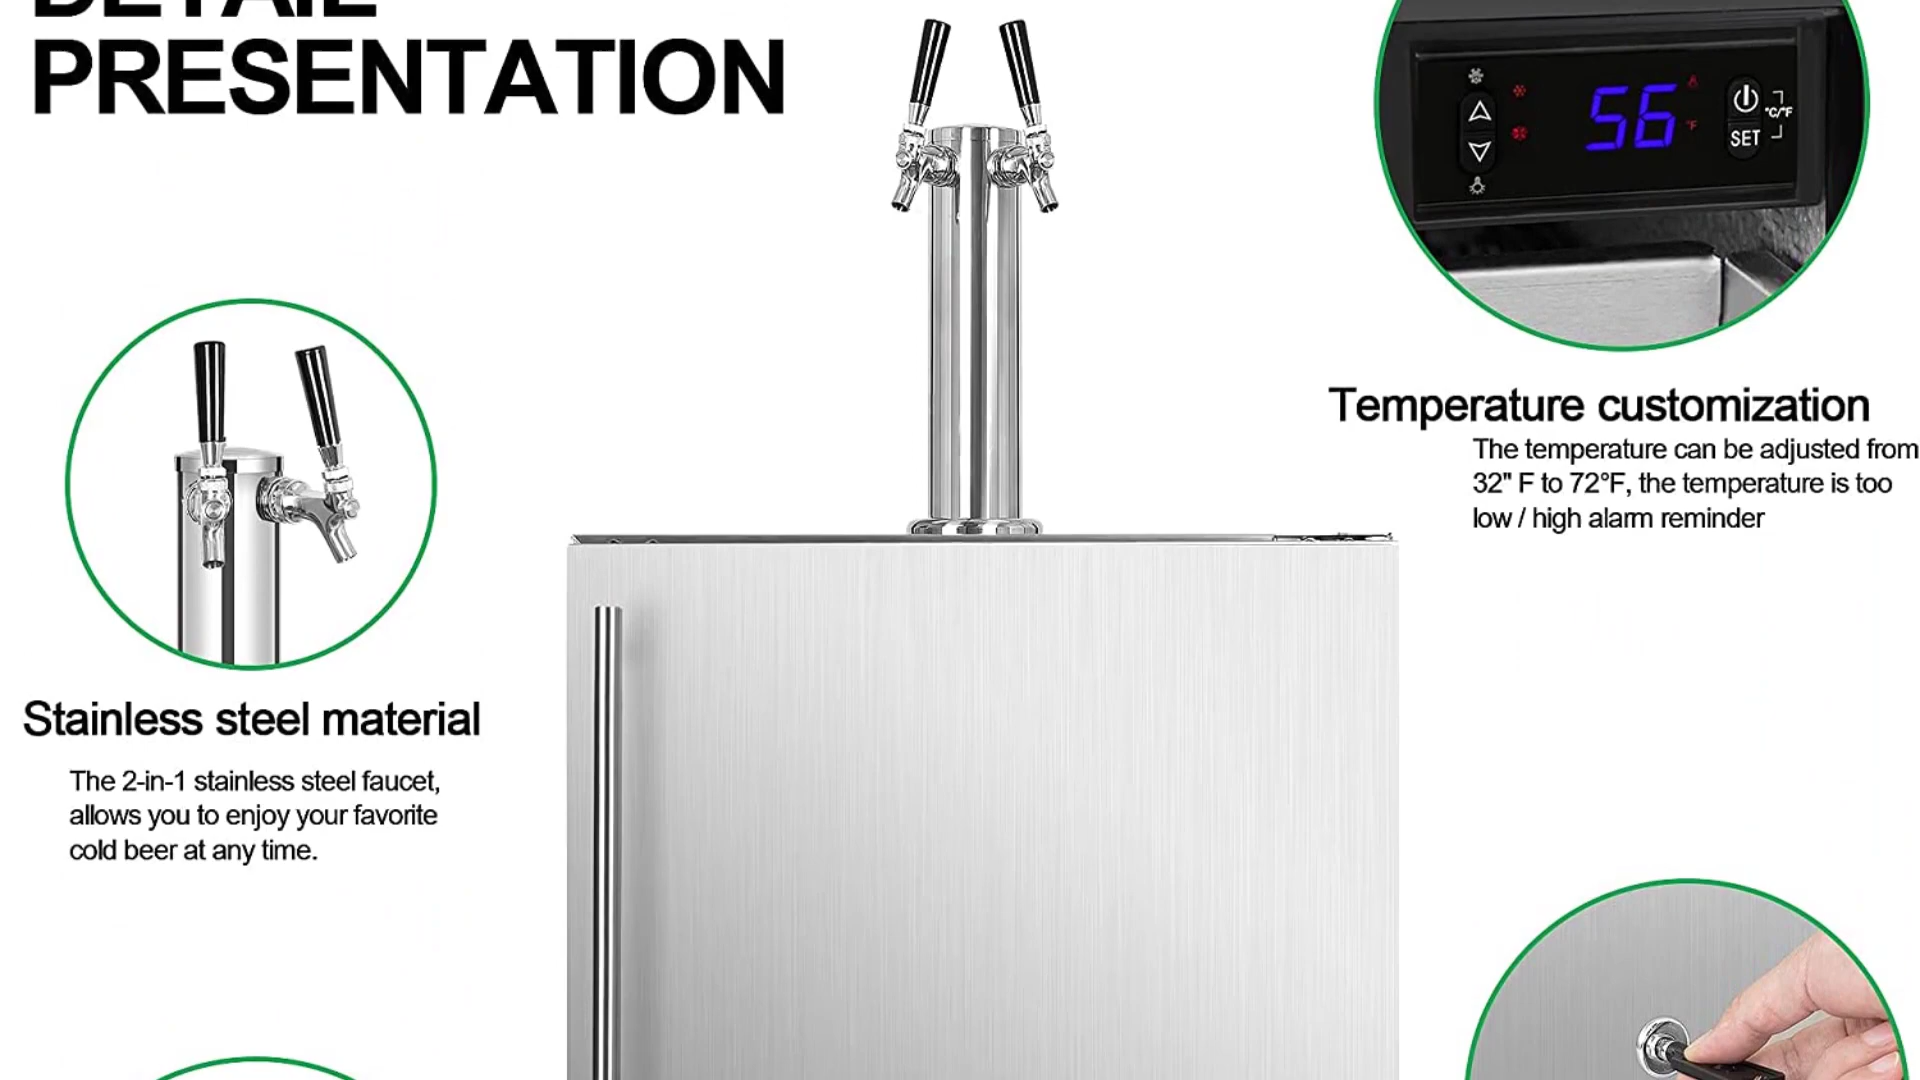 DETAIL
PRESENTATION
56
°F
SET
°C/°F
Temperature customization
The temperature can be adjusted from
32" F to 72°F, the temperature is too
low / high alarm reminder
Stainless steel material
The 2-in-1 stainless steel faucet,
allows you to enjoy your favorite
cold beer at any time.